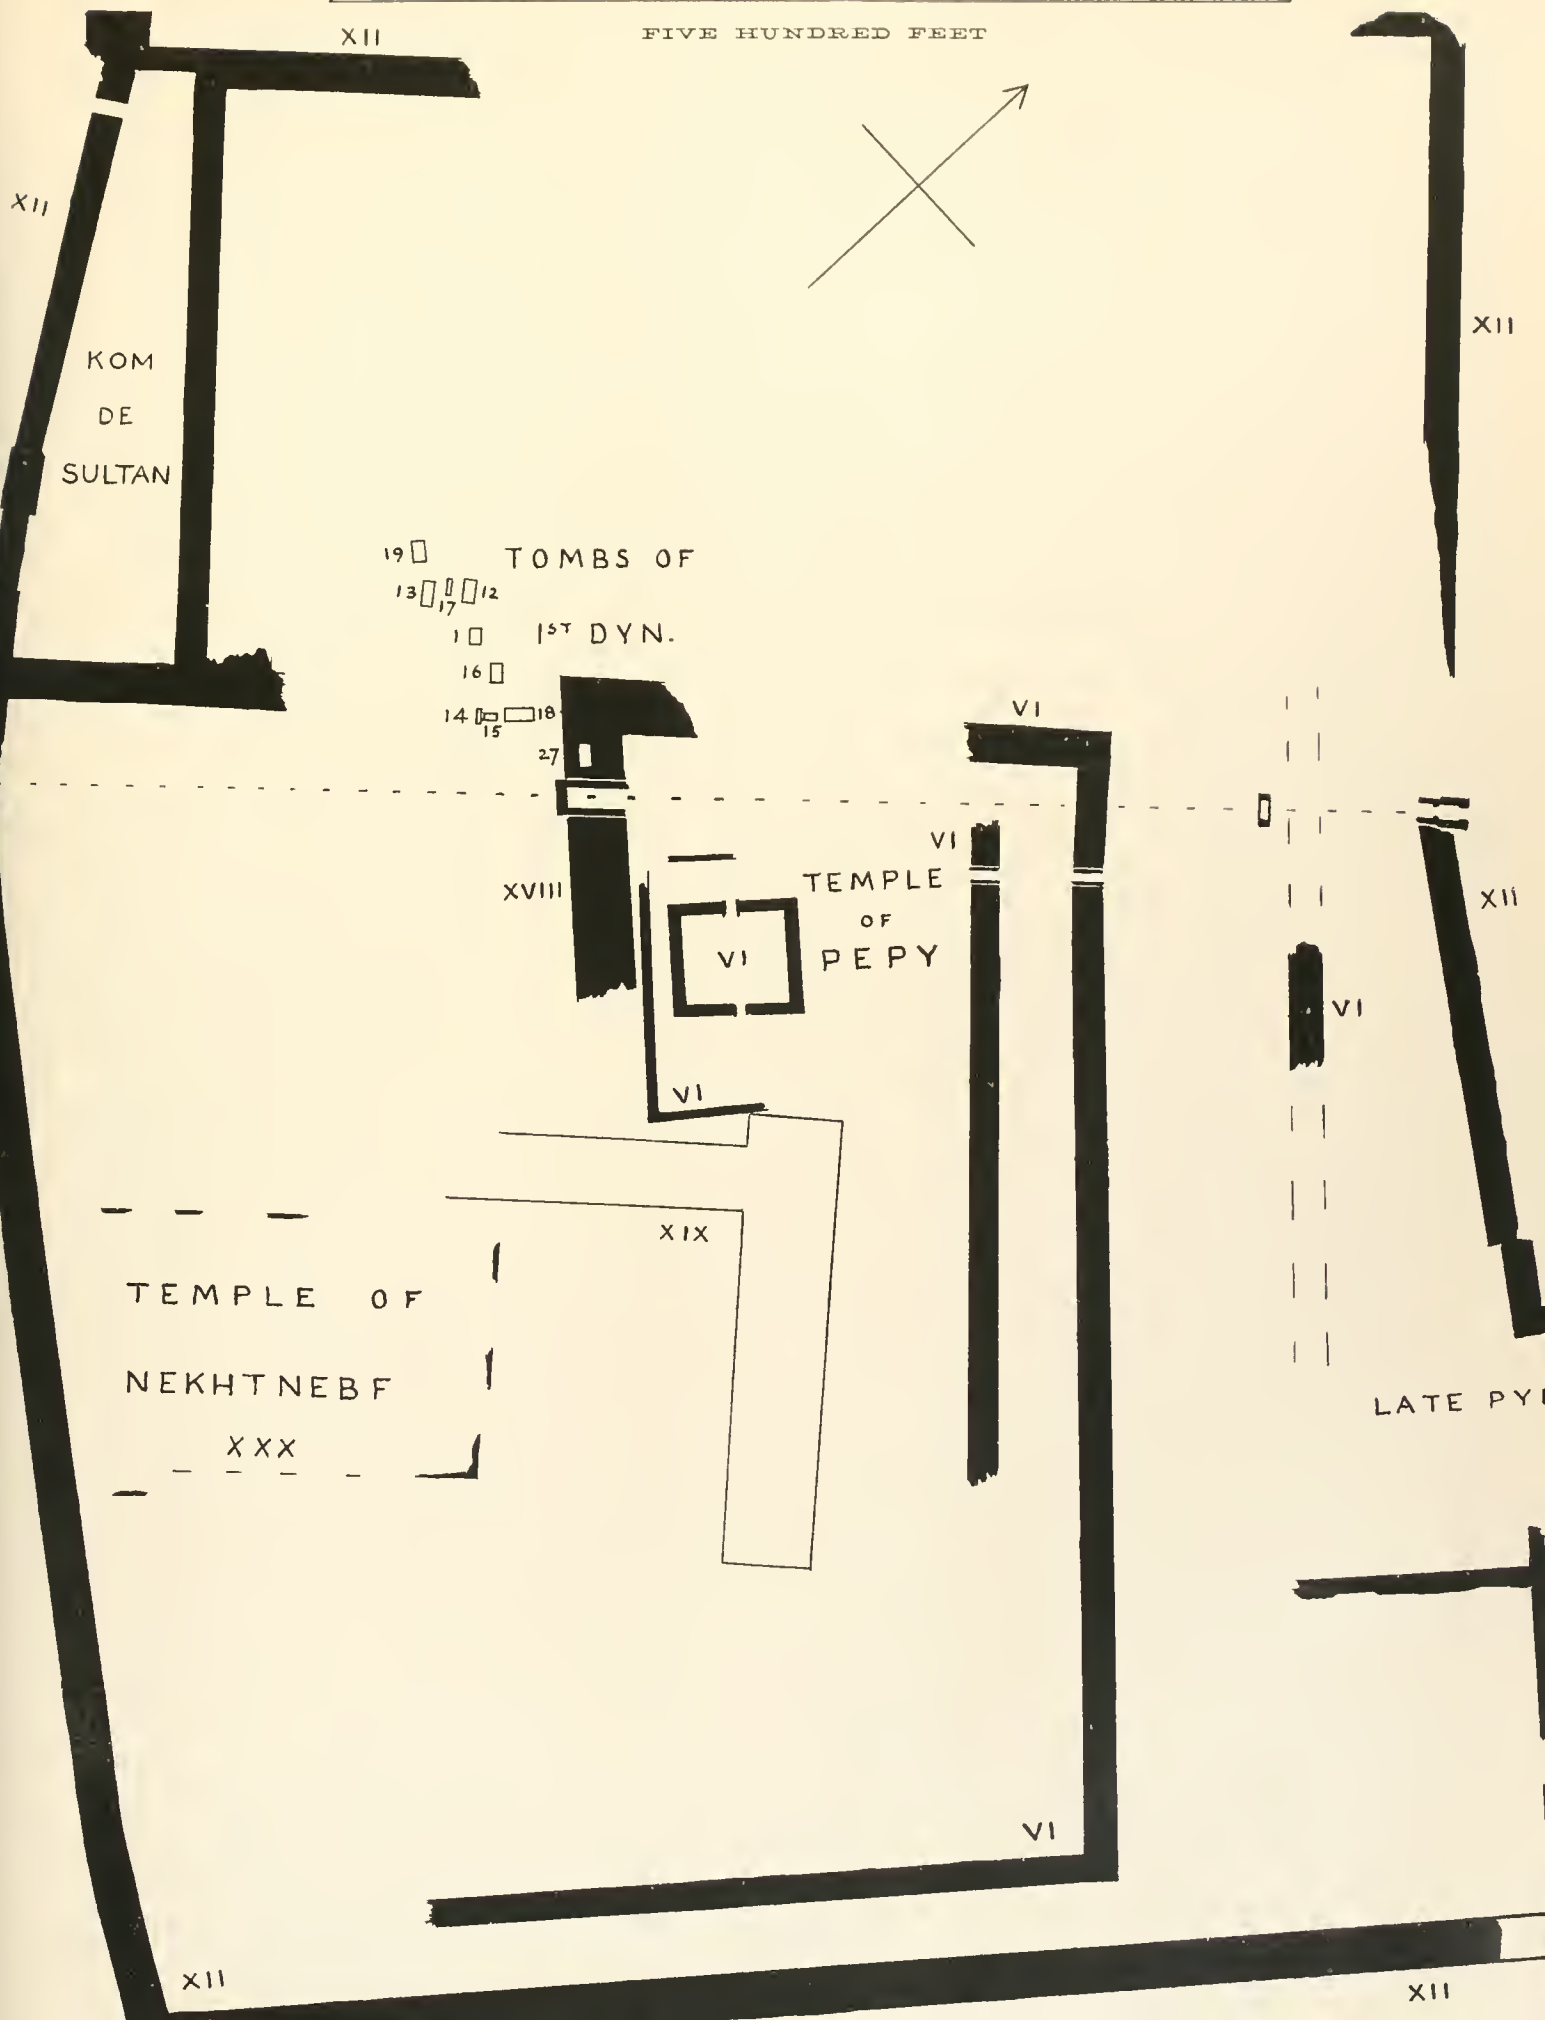 FIVE HUNDRED FEET
XII
XII
XII
KOM
DE
SULTAN
19
TOMBS OF
13
17
12
1
1ST DYN.
16
14
15
18
27
VI
VI
TEMPLE
OF
PEPY
XVIII
VI
XII
VI
VI
XIX
TEMPLE OF
NEKHTNEBF
XXX
LATE PY
VI
XII
XII